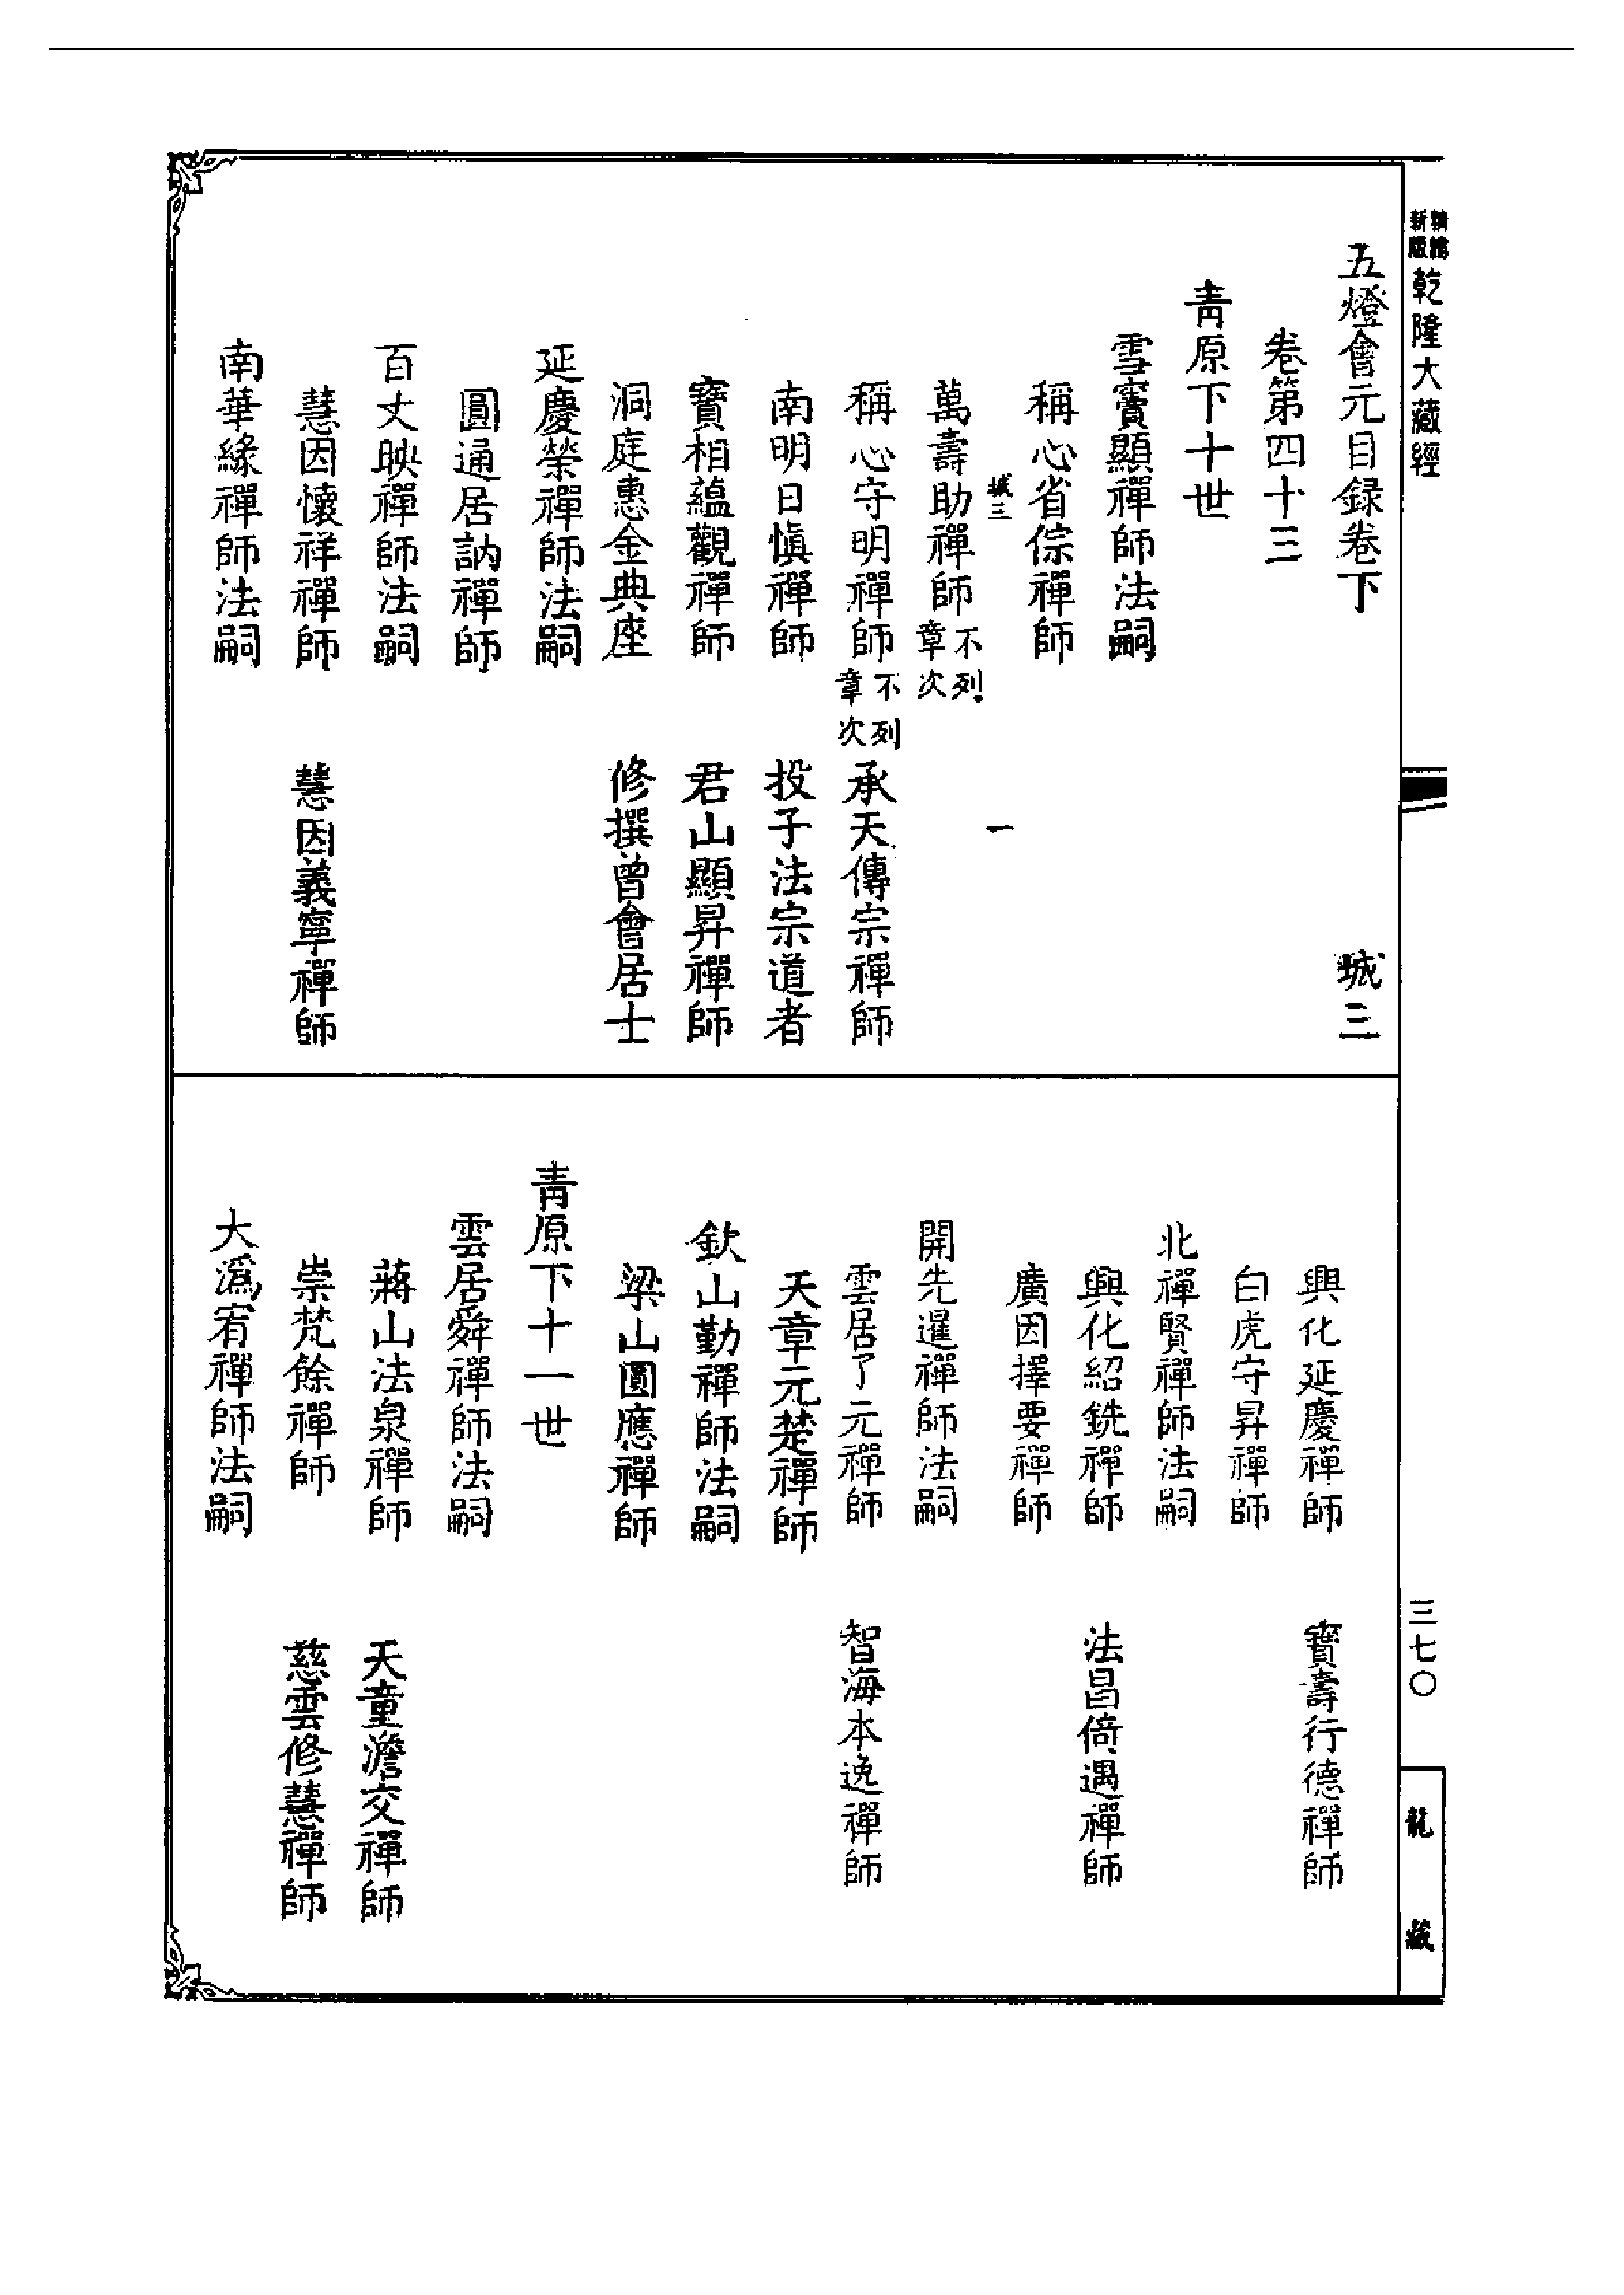 精編
新版
乾隆大藏經
三七〇
龍藏
五燈會元目録卷下　城三
卷第四十三
青原下十世
雪竇顯禪師法嗣
稱心省倧禪師
城三　一
萬壽助禪師不列章次
稱守明禪師不列章次　承天傳宗禪師
南明日慎禪師　投子法宗道者
寶相蘊觀禪師　君山顯昇禪師
洞庭惠金典座　修撰曾會居士
延慶榮禪師法嗣
圓通居訥禪師
百丈映禪師法嗣
慧因懷祥禪師　慧因義寧禪師
南華緣禪師法嗣
興化延慶禪師　寶壽行德禪師
白虎守昇禪師
北禪賢禪師法嗣
興化紹銑禪師　法昌倚遇禪師
廣因擇要禪師
開先暹禪師法嗣
雲居了元禪師　智海本逸禪師
天章元楚禪師
欽山勤禪師法嗣
梁山圓應禪師
青原下十一世
雲居舜禪師法嗣
蔣山法泉禪師　天童澹交禪師
崇梵餘禪師　慈雲修慧禪師
大溈宥禪師法嗣